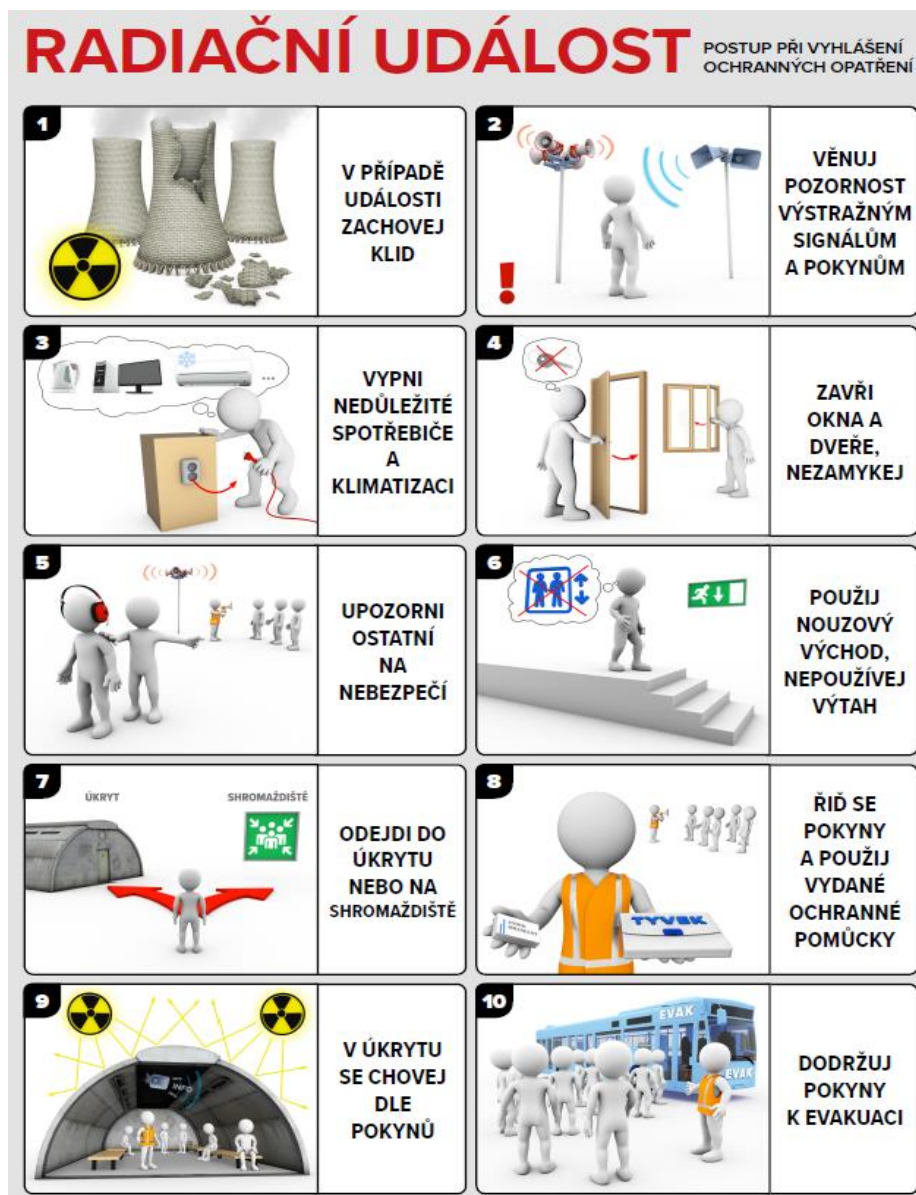 RADIAČNÍ UDÁLOST
POSTUP PŘI VYHLÁŠENÍ
OCHRANNÝCH OPATŘENÍ
1
V PŘÍPADĚ
UDÁLOSTI
ZACHOVEJ
KLID
2
VĚNUJ
POZORNOST
VÝSTRAŽNÝM
SIGNÁLŮM
A POKYNŮM
3
...
VYPNI
NEDŮLEŽITÉ
SPOTŘEBIČE
A
KLIMATIZACI
4
ZAVŘI
OKNA A
DVEŘE,
NEZAMYKEJ
5
UPOZORNI
OSTATNÍ
NA
NEBEZPEČÍ
6
POUŽIJ
NOUZOVÝ
VÝCHOD,
NEPOUŽÍVEJ
VÝTAH
7
ÚKRYT
SHROMAŽDIŠTĚ
ODEJDI DO
ÚKRYTU
NEBO NA
SHROMAŽDIŠTĚ
8
TYVEK
ŘIĎ SE
POKYNY
A POUŽIJ
VYDANÉ
OCHRANNÉ
POMŮCKY
9
INFO
V ÚKRYTU
SE CHOVEJ
DLE
POKYNŮ
10
EVAK
EVAK
DODRŽUJ
POKYNY
K EVAKUACI